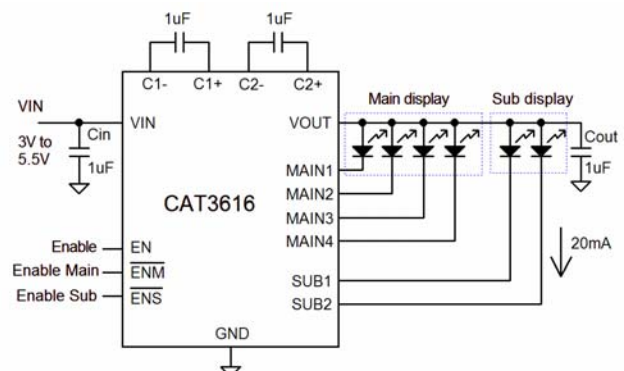 1uF 1uF
C1- C1+ C2- C2+
Main display Sub display
VIN
VIN VOUT
Cin Cout
3V to
5.5V
1uF 1uF
MAIN1
MAIN2
CAT3616
MAIN3
MAIN4
20mA
Enable EN
Enable Main ENM
SUB1
Enable Sub ENS
SUB2
GND